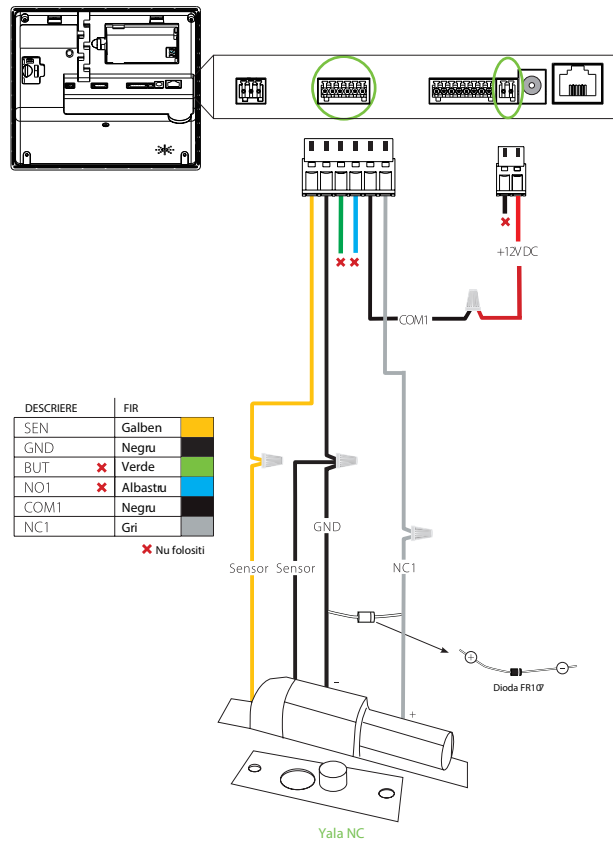 +12V DC
COM1
DESCRIERE FIR
SEN Galben
GND Negru
BUT Verde
NO1 Albastru
COM1 Negru
NC1 Gri
Nu folositi
GND
Sensor Sensor NC1
-
+
+ -
Dioda FR107
Yala NC